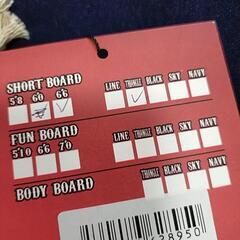 SHORT BOARD
5'8 6'0 6'6 LINE TRIANGLE BLACK SKY NAVY
FUN BOARD
5'10 6'6 7'0 LINE TRIANGLE BLACK SKY NAVY
BODY BOARD TRIANGLE BLACK SKY NAVY
28950